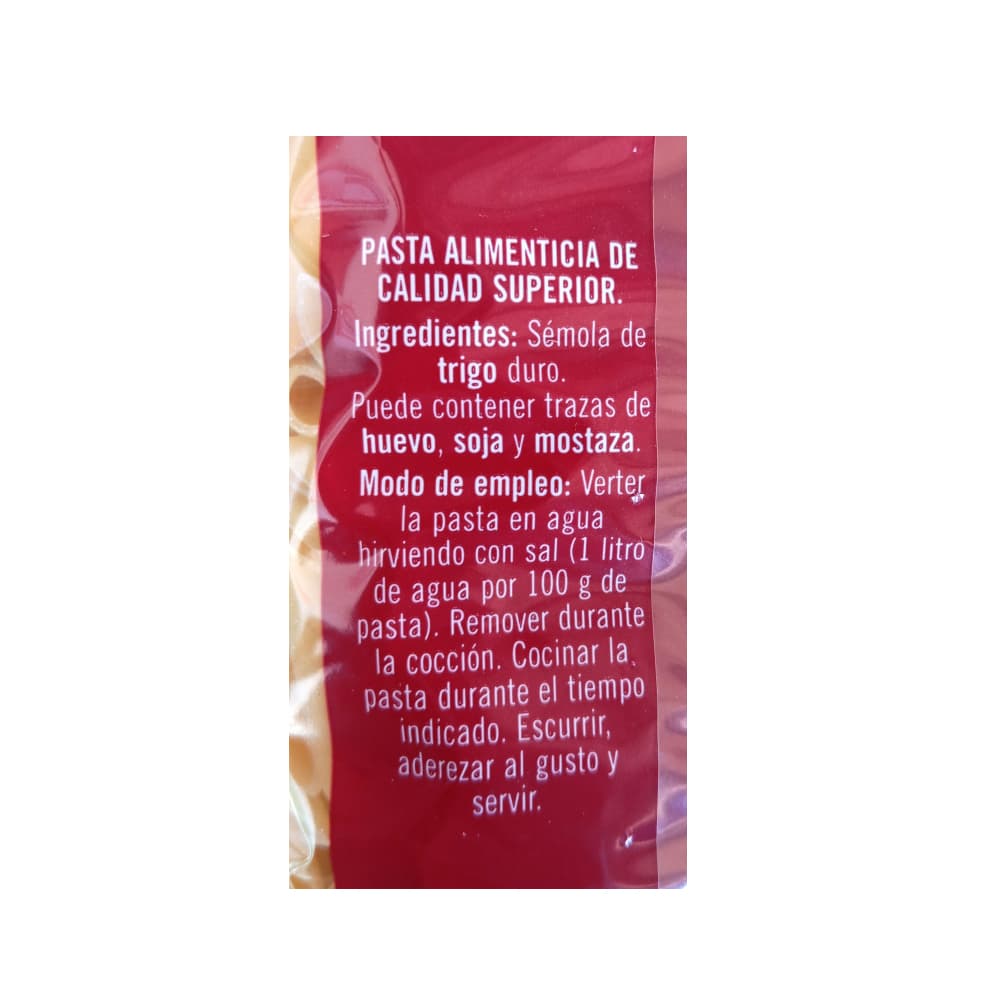 PASTA ALIMENTICIA DE
CALIDAD SUPERIOR.
Ingredientes: Sémola de
trigo duro.
Puede contener trazas de
huevo, soja y mostaza.
Modo de empleo: Verter
la pasta en agua
hirviendo con sal (1 litro
de agua por 100 g de
pasta). Remover durante
la cocción. Cocinar la
pasta durante el tiempo
indicado. Escurrir,
aderezar al gusto y
servir.